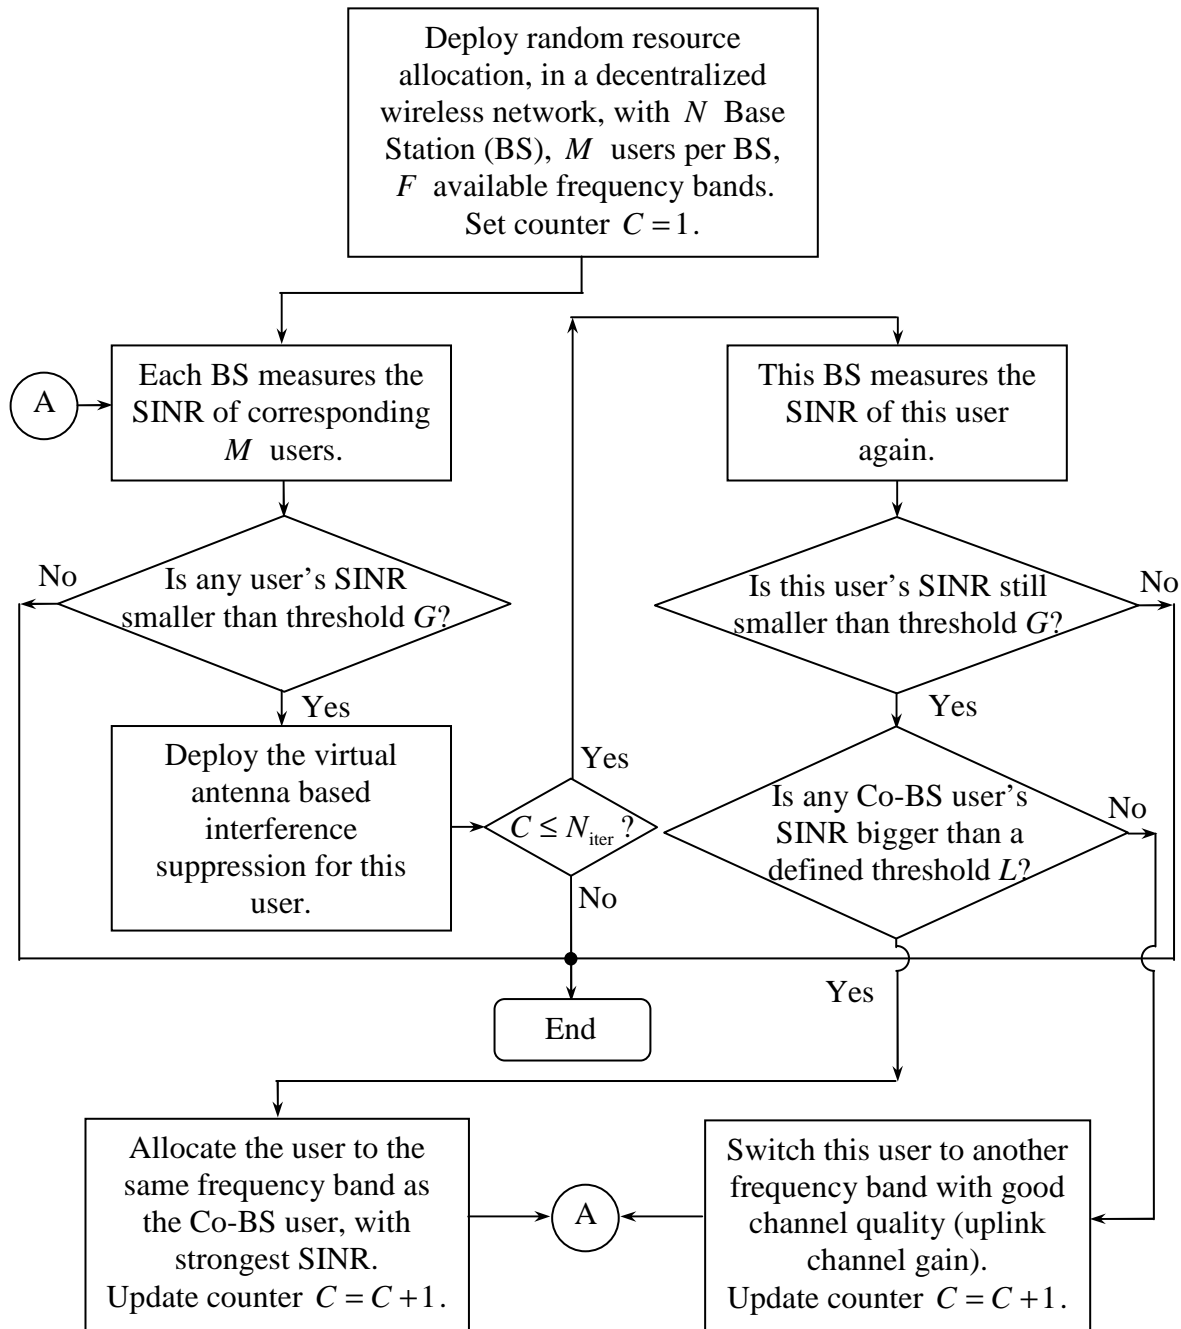 Deploy random resource
allocation, in a decentralized
wireless network, with N Base
Station (BS), M users per BS,
F available frequency bands.
Set counter C = 1.
A
Each BS measures the
SINR of corresponding
M users.
This BS measures the
SINR of this user
again.
No
Is any user's SINR
smaller than threshold G?
Yes
Is this user's SINR still
smaller than threshold G?
No
Yes
Deploy the virtual
antenna based
interference
suppression for this
user.
Yes
C ≤ N_iter ?
No
Is any Co-BS user's
SINR bigger than a
defined threshold L?
No
Yes
End
Allocate the user to the
same frequency band as
the Co-BS user, with
strongest SINR.
Update counter C = C + 1.
A
Switch this user to another
frequency band with good
channel quality (uplink
channel gain).
Update counter C = C + 1.